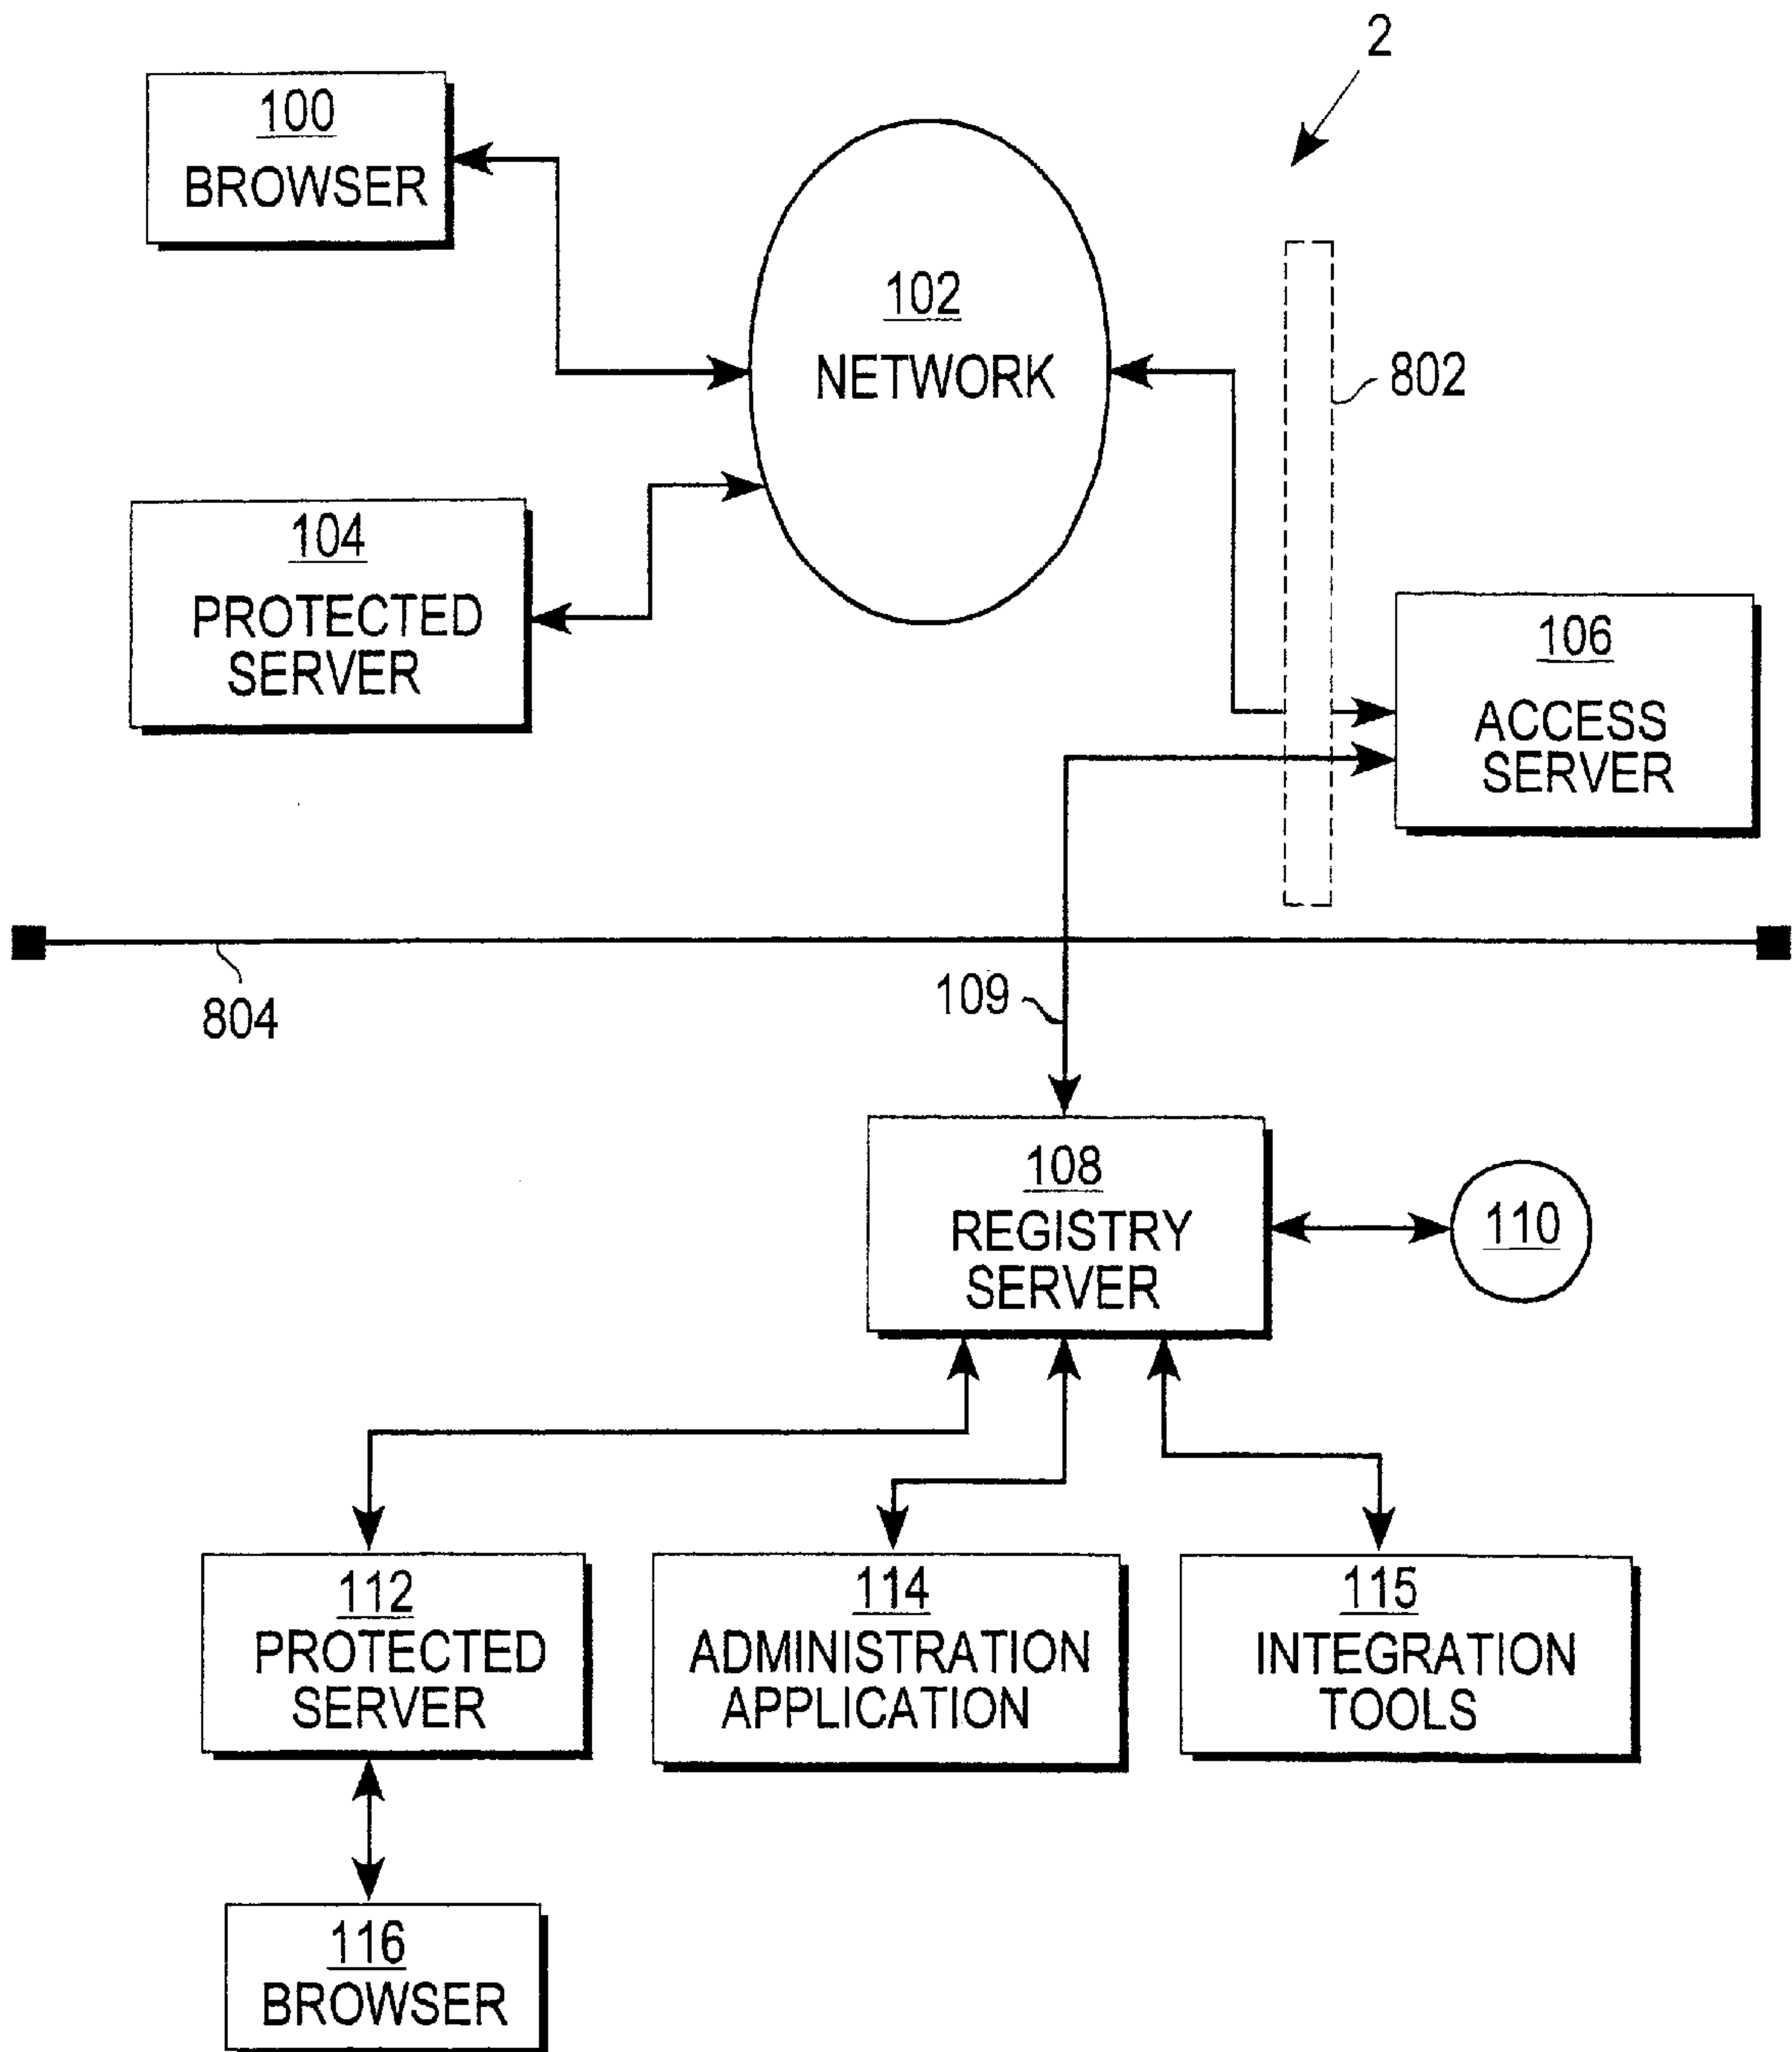 2
100
BROWSER
102
NETWORK
802
104
PROTECTED
SERVER
106
ACCESS
SERVER
804
109
108
REGISTRY
SERVER
110
112
PROTECTED
SERVER
114
ADMINISTRATION
APPLICATION
115
INTEGRATION
TOOLS
116
BROWSER